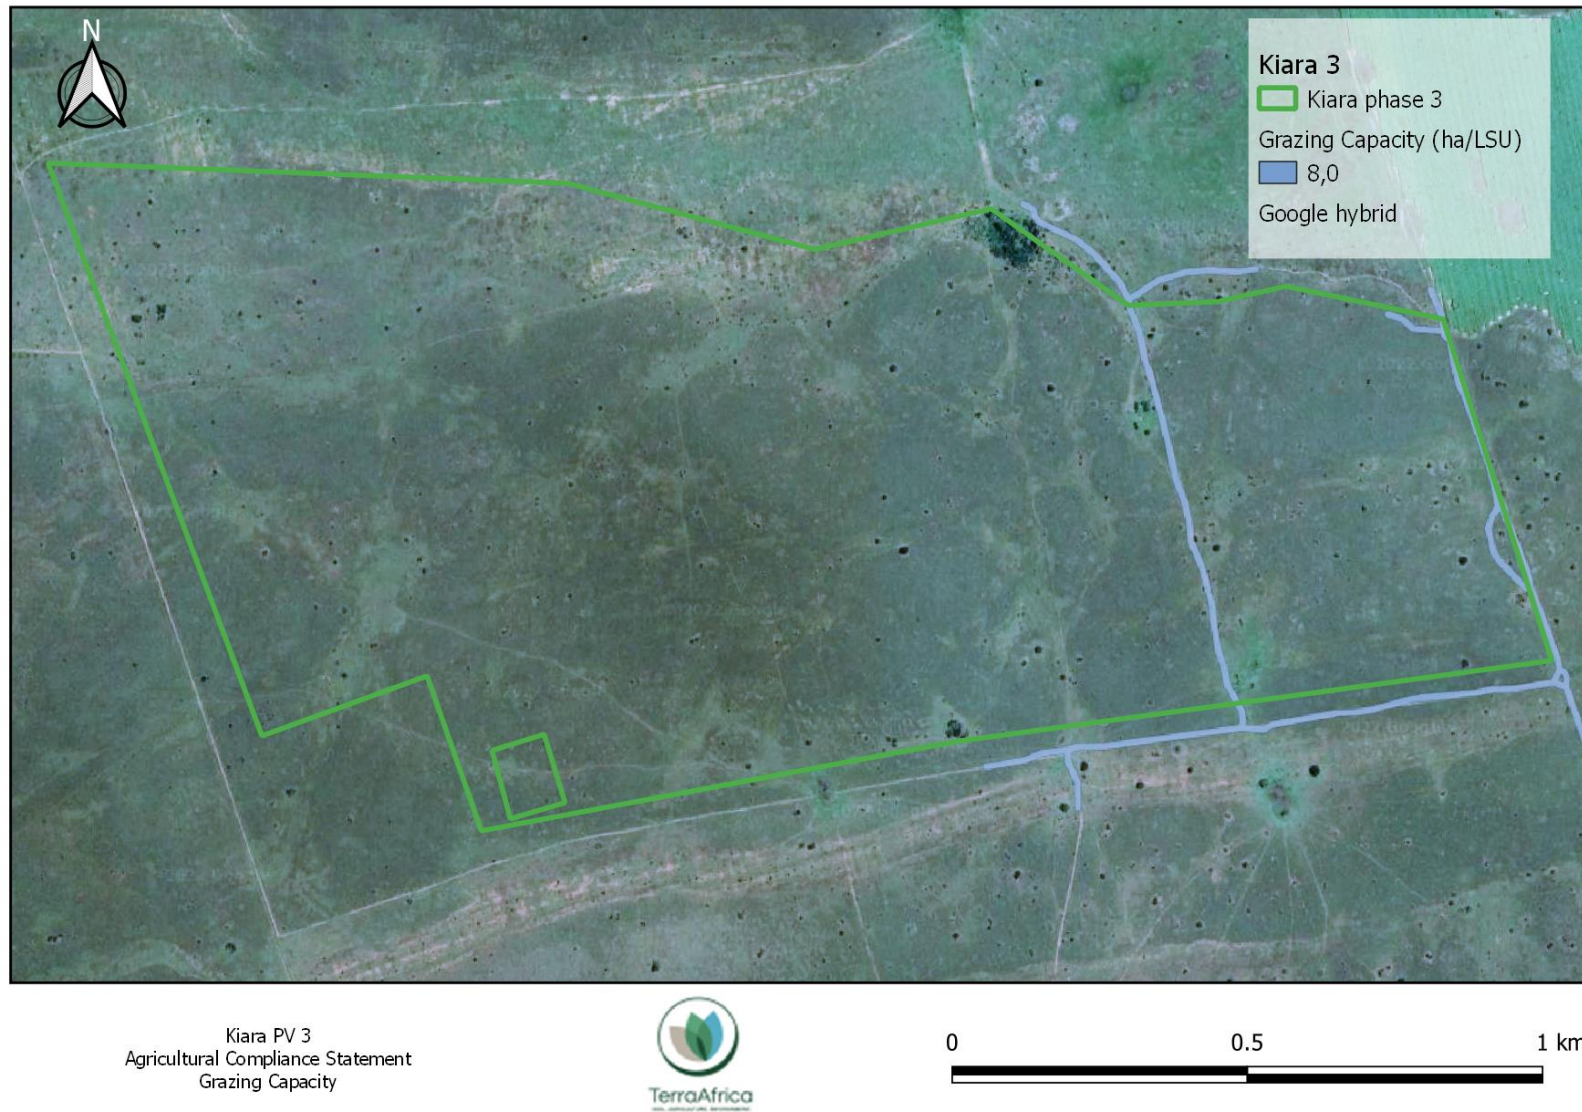 N
Kiara 3
Kiara phase 3
Grazing Capacity (ha/LSU)
8,0
Google hybrid
Kiara PV 3
Agricultural Compliance Statement
Grazing Capacity
TerraAfrica
0 0.5 1 km